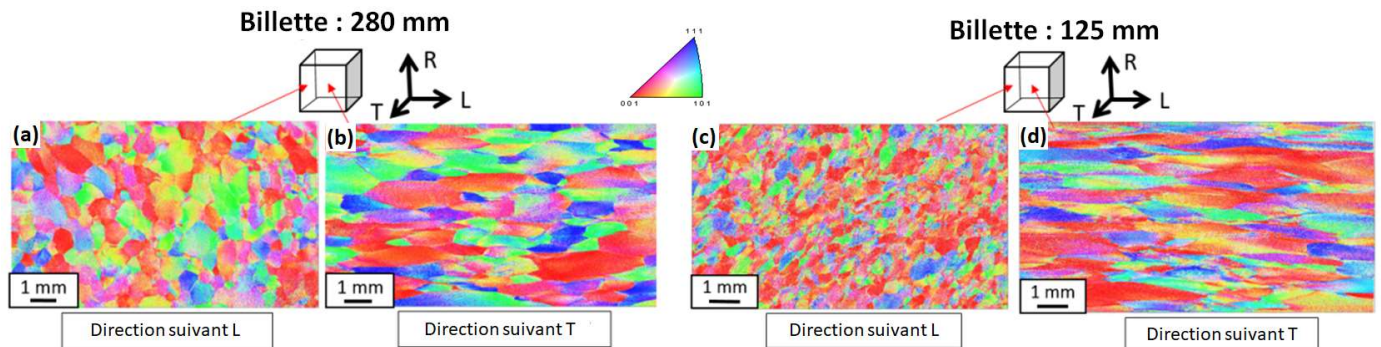 Billette : 280 mm
R
L
T
111
001
101
Billette : 125 mm
R
L
T
(a)
(b)
(c)
(d)
1 mm
1 mm
1 mm
1 mm
Direction suivant L
Direction suivant T
Direction suivant L
Direction suivant T